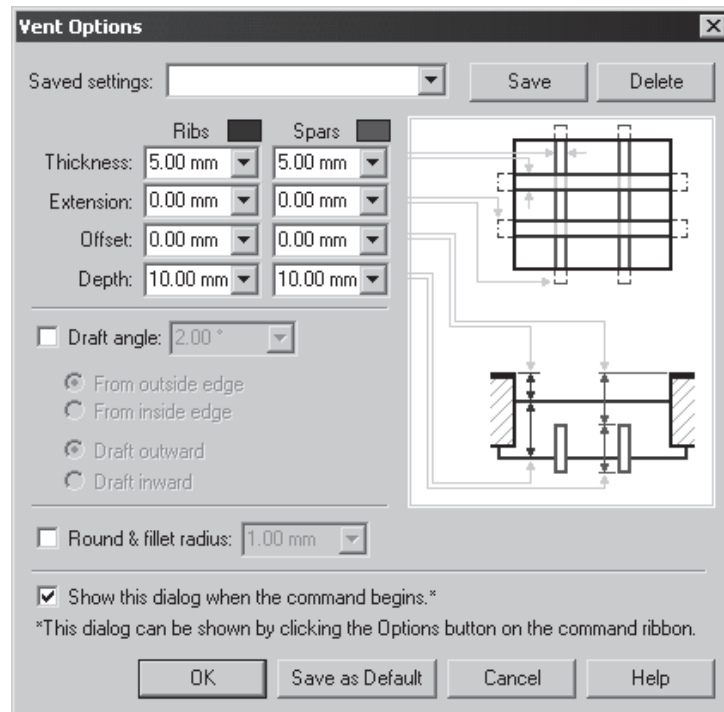 Vent Options
Saved settings: Save Delete
Ribs Spars
Thickness: 5.00 mm 5.00 mm
Extension: 0.00 mm 0.00 mm
Offset: 0.00 mm 0.00 mm
Depth: 10.00 mm 10.00 mm
Draft angle: 2.00 °
From outside edge
From inside edge
Draft outward
Draft inward
Round & fillet radius: 1.00 mm
Show this dialog when the command begins.*
*This dialog can be shown by clicking the Options button on the command ribbon.
OK Save as Default Cancel Help